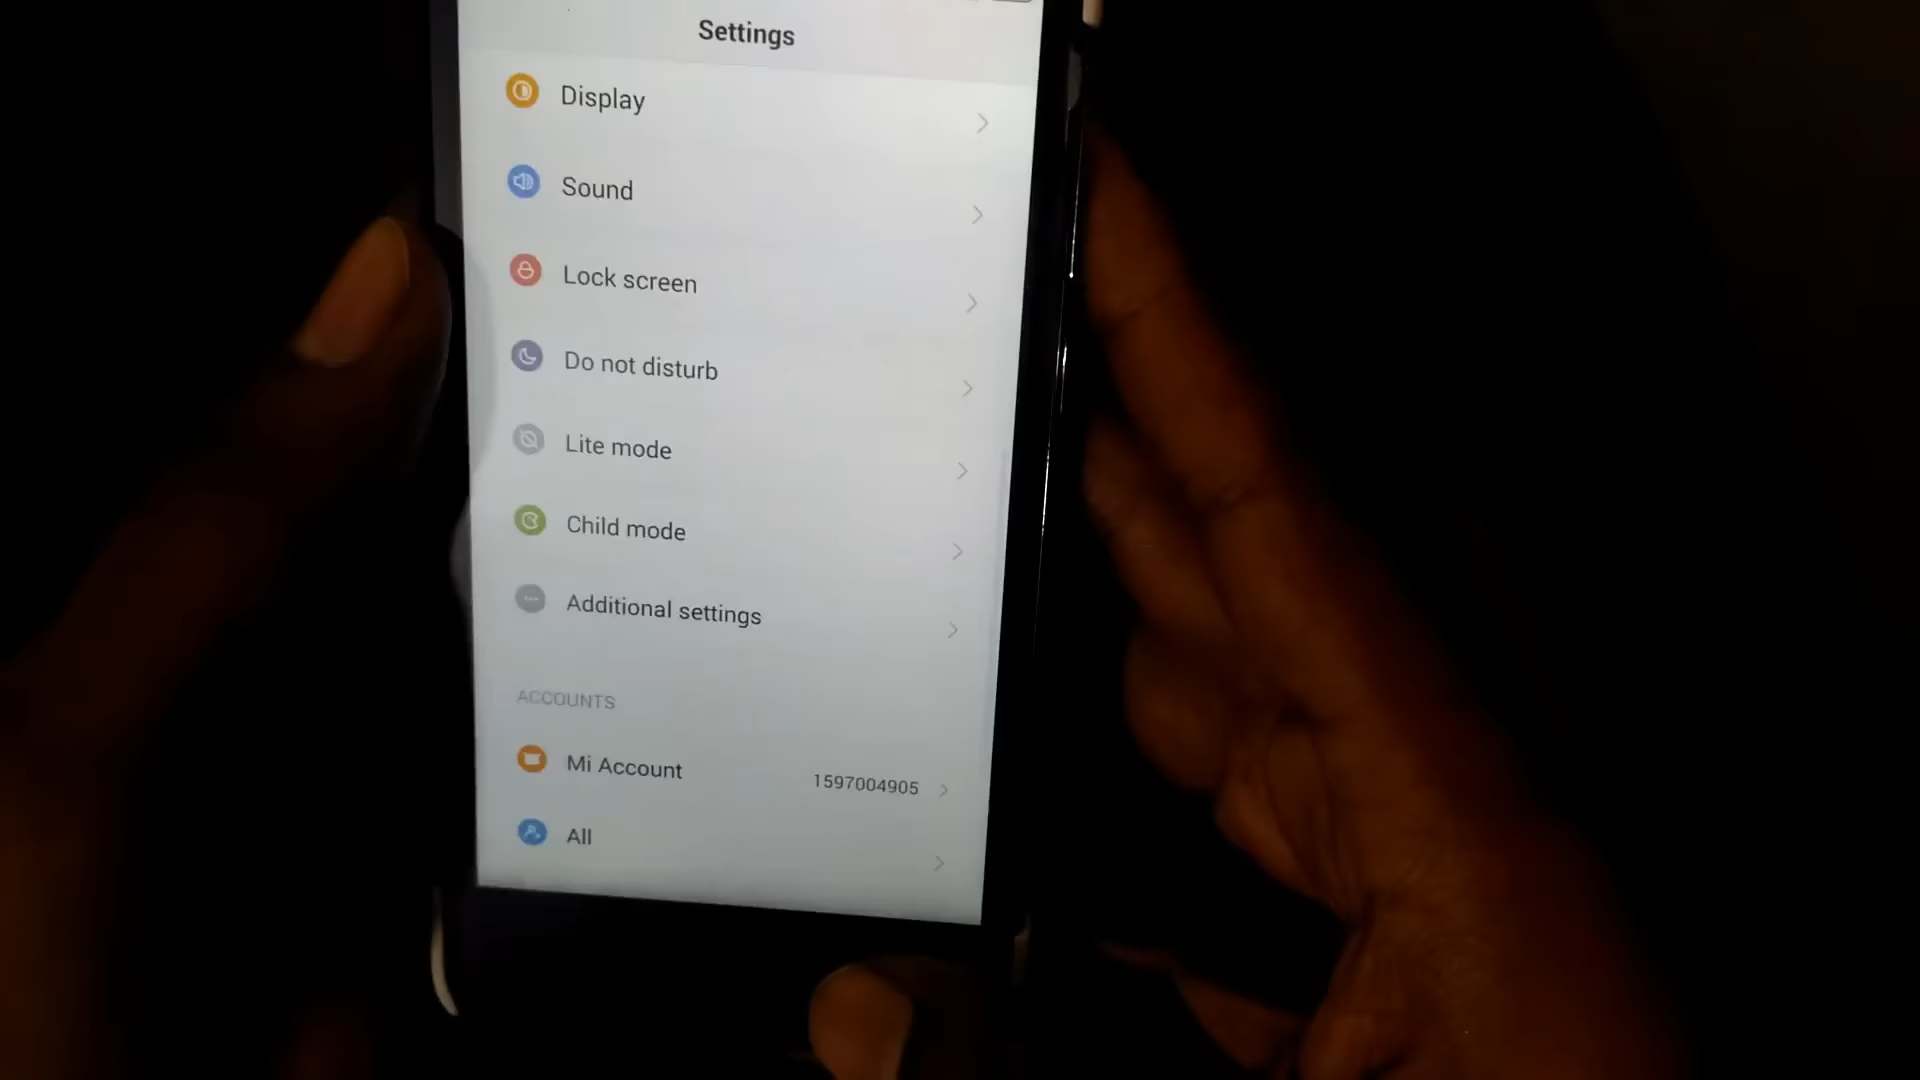 Settings
Display
Sound
Lock screen
Do not disturb
Lite mode
Child mode
Additional settings
ACCOUNTS
Mi Account 1597004905
All